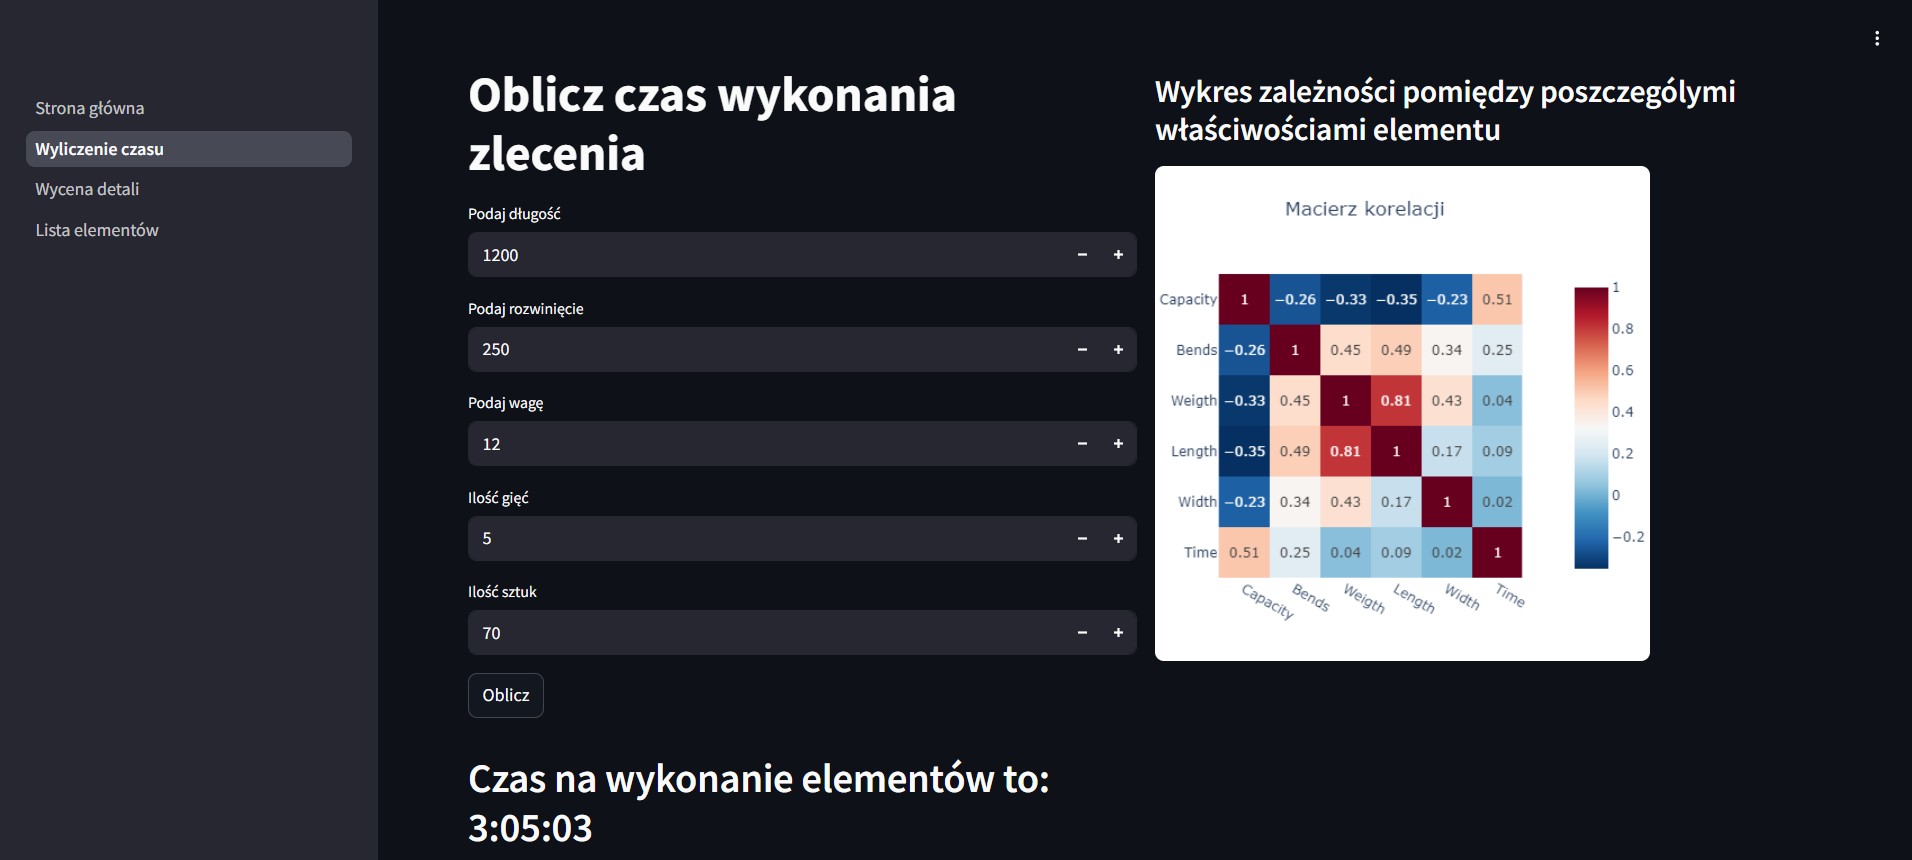 Strona główna
Wyliczenie czasu
Wycena detali
Lista elementów
Oblicz czas wykonania
zlecenia
Podaj długość
1200
Podaj rozwinięcie
250
Podaj wagę
12
Ilość gięć
5
Ilość sztuk
70
Oblicz
Czas na wykonanie elementów to:
3:05:03
Wykres zależności pomiędzy poszczególymi
właściwościami elementu
Macierz korelacji
Capacity 1 −0.26 −0.33 −0.35 −0.23 0.51
Bends −0.26 1 0.45 0.49 0.34 0.25
Weigth −0.33 0.45 1 0.81 0.43 0.04
Length −0.35 0.49 0.81 1 0.17 0.09
Width −0.23 0.34 0.43 0.17 1 0.02
Time 0.51 0.25 0.04 0.09 0.02 1
Capacity Bends Weigth Length Width Time
1
0.8
0.6
0.4
0.2
0
−0.2